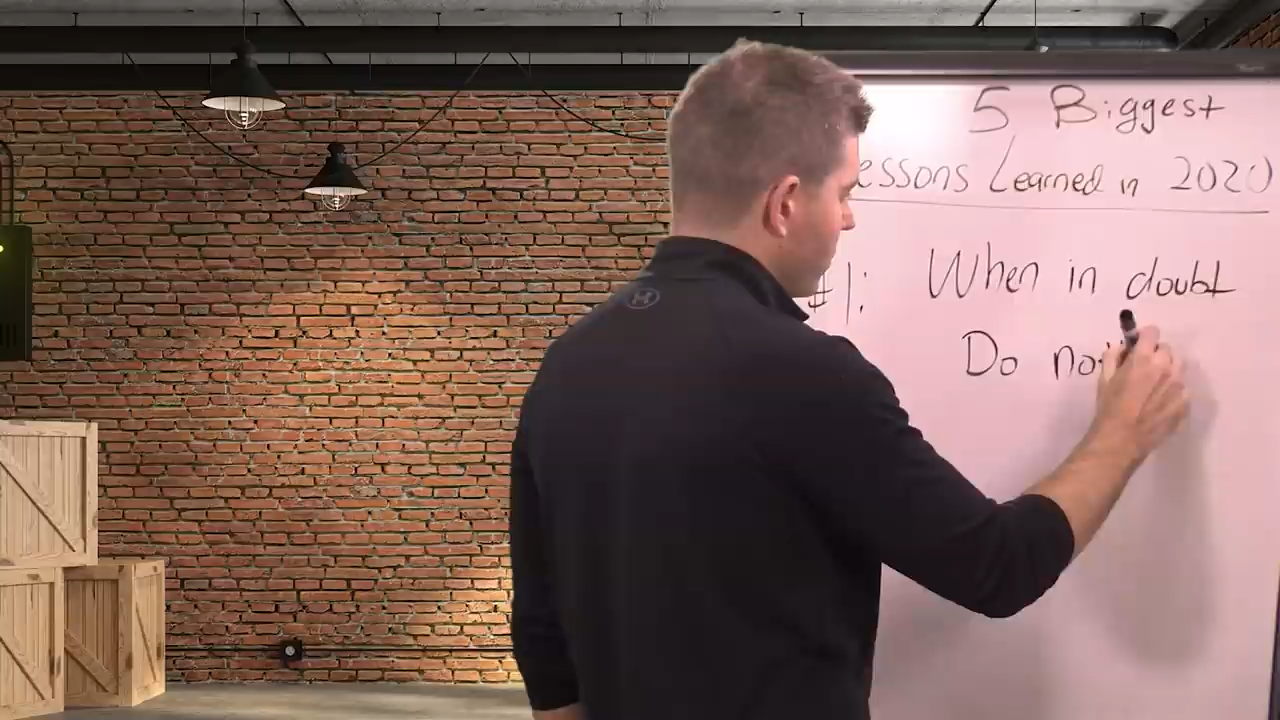 5 Biggest
essons Learned in 2020
#1: When in doubt
Do no